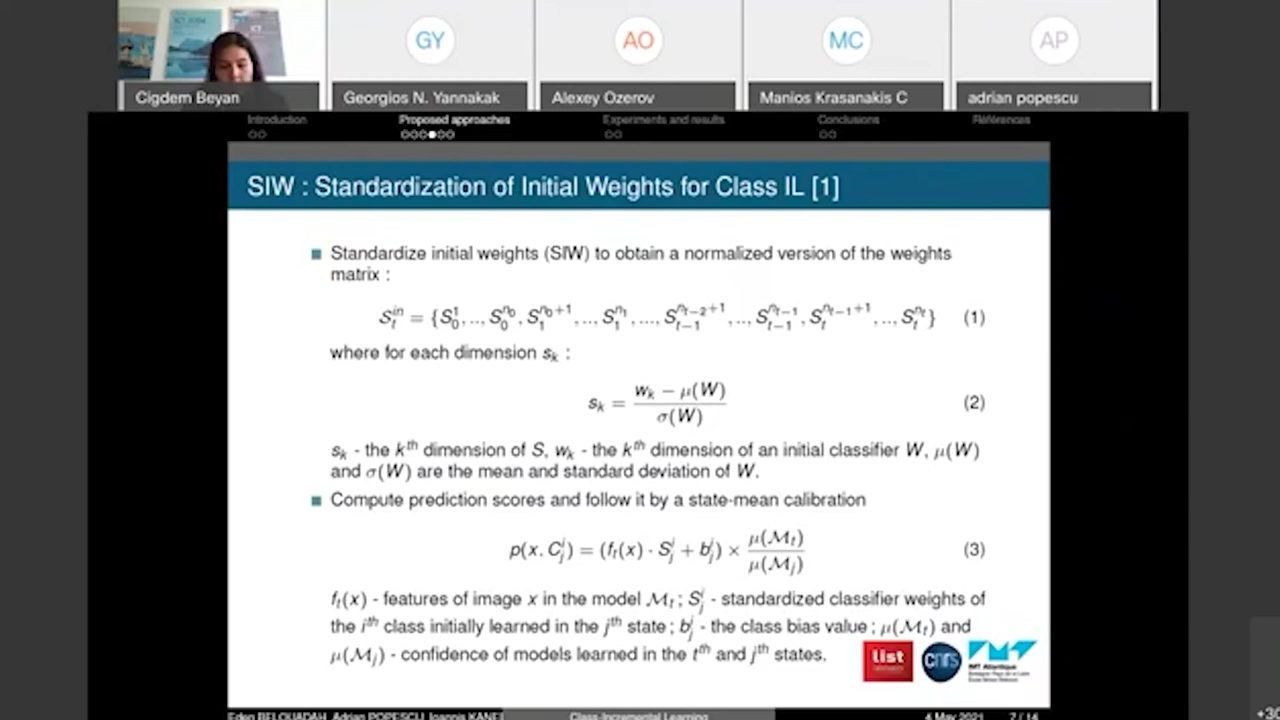 GY
AO
MC
AP
Cigdem Beyan
Georgios N. Yannakak
Alexey Ozerov
Manios Krasanakis C
adrian popescu
Introduction
Proposed approaches
Experiments and results
Conclusions
Références
SIW : Standardization of Initial Weights for Class IL [1]
Standardize initial weights (SIW) to obtain a normalized version of the weights
matrix :
S_t^{in} = {S_0^1, .., S_0^{n_0}, S_1^{n_0+1}, .., S_1^{n_1}, ..., S_{t-1}^{n_{t-2}+1}, .., S_{t-1}^{n_{t-1}}, S_t^{n_{t-1}+1}, .., S_t^{n_t}} (1)
where for each dimension s_k :
s_k = \frac{w_k − μ(W)}{σ(W)} (2)
s_k - the k^{th} dimension of S, w_k - the k^{th} dimension of an initial classifier W, μ(W)
and σ(W) are the mean and standard deviation of W.
Compute prediction scores and follow it by a state-mean calibration
p(x, C_j^i) = (f_t(x) · S_j^i + b_j^i) × \frac{μ(M_t)}{μ(M_j)} (3)
f_t(x) - features of image x in the model M_t ; S_j^i - standardized classifier weights of
the i^{th} class initially learned in the j^{th} state ; b_j^i - the class bias value ; μ(M_t) and
μ(M_j) - confidence of models learned in the t^{th} and j^{th} states.
list
cnrs
IMT Atlantique
Eden BELOUADAH, Adrian POPESCU, Ioannis KANE
Class-Incremental Learning
4 May 2021
7 / 14